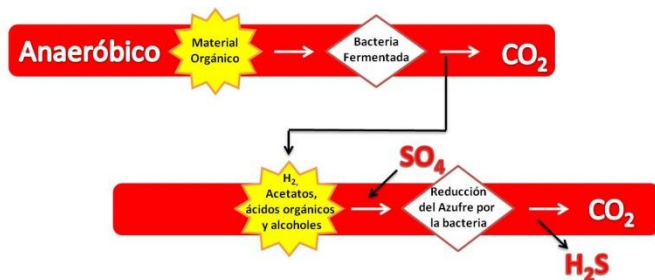 Anaeróbico
Material
Orgánico
Bacteria
Fermentada
CO2
H2,
Acetatos,
ácidos orgánicos
y alcoholes
SO4
Reducción
del Azufre por
la bacteria
CO2
H2S